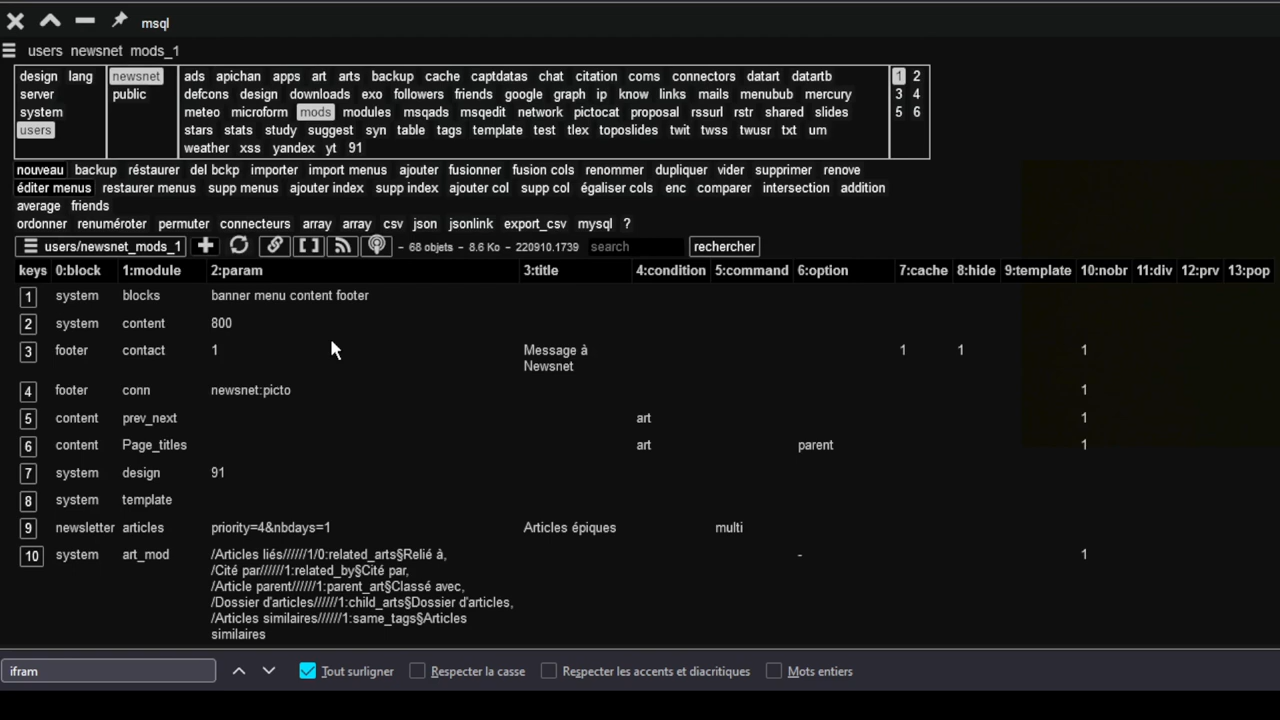 msql
users newsnet mods_1
design lang
server
system
users
newsnet
public
ads apichan apps art arts backup cache captdatas chat citation coms connectors datart datartb
defcons design downloads exo followers friends google graph ip know links mails menubub mercury
meteo microform mods modules msqads msqedit network pictocat proposal rssurl rstr shared slides
stars stats study suggest syn table tags template test tlex toposlides twit twss twusr txt um
weather xss yandex yt 91
1 2
3 4
5 6
nouveau backup réstaurer del bckp importer import menus ajouter fusionner fusion cols renommer dupliquer vider supprimer renove
éditer menus restaurer menus supp menus ajouter index supp index ajouter col supp col égaliser cols enc comparer intersection addition
average friends
ordonner renuméroter permuter connecteurs array array csv json jsonlink export_csv mysql ?
users/newsnet_mods_1 – 68 objets – 8.6 Ko – 220910.1739 search rechercher
keys 0:block 1:module 2:param 3:title 4:condition 5:command 6:option 7:cache 8:hide 9:template 10:nobr 11:div 12:prv 13:pop
1 system blocks banner menu content footer
2 system content 800
3 footer contact 1 Message à 1 1 1
Newsnet
4 footer conn newsnet:picto 1
5 content prev_next art 1
6 content Page_titles art parent 1
7 system design 91
8 system template
9 newsletter articles priority=4&nbdays=1 Articles épiques multi
10 system art_mod /Articles liés//////1/0:related_arts§Relié à, - 1
/Cité par//////1:related_by§Cité par,
/Article parent//////1:parent_art§Classé avec,
/Dossier d'articles//////1:child_arts§Dossier d'articles,
/Articles similaires//////1:same_tags§Articles
similaires
ifram Tout surligner Respecter la casse Respecter les accents et diacritiques Mots entiers